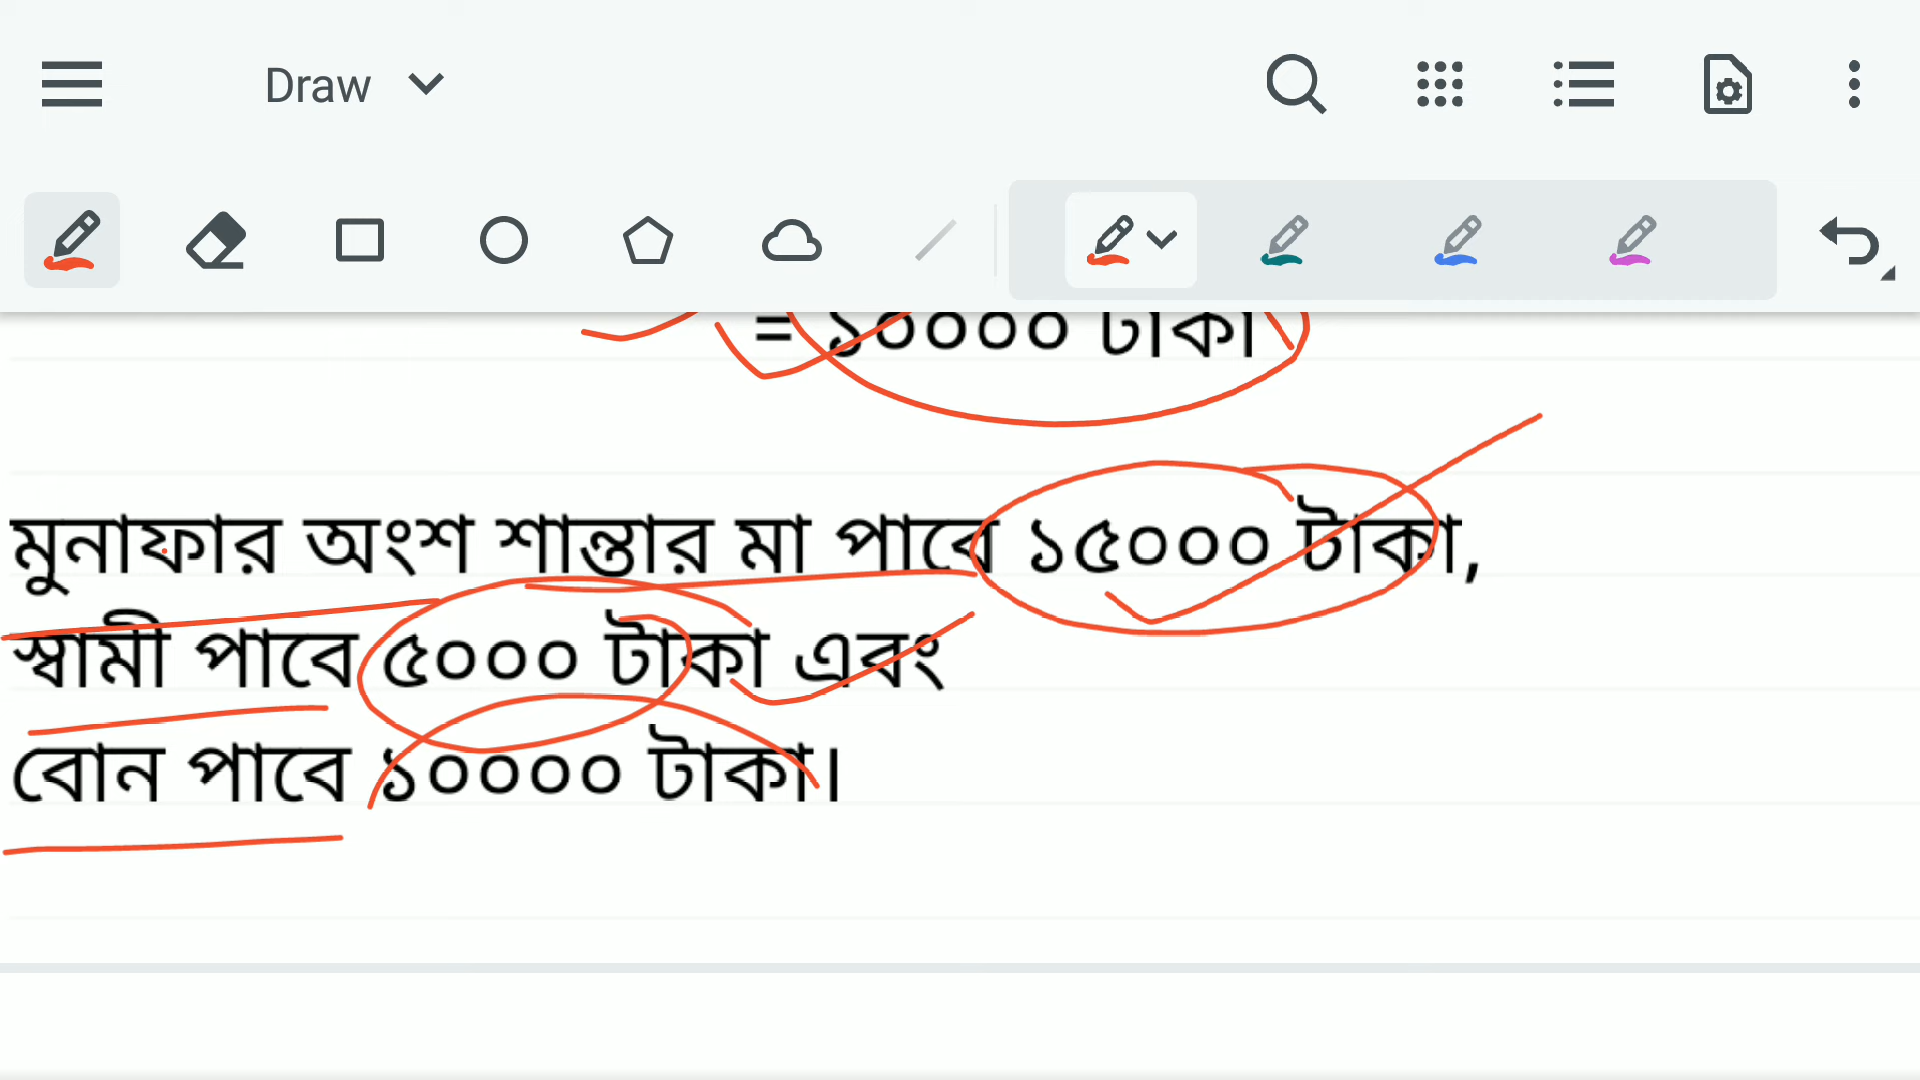 Draw
= ১০০০০ টাকা
মুনাফার অংশ শান্তার মা পাবে ১৫০০০ টাকা,
স্বামী পাবে ৫০০০ টাকা এবং
বোন পাবে ১০০০০ টাকা।